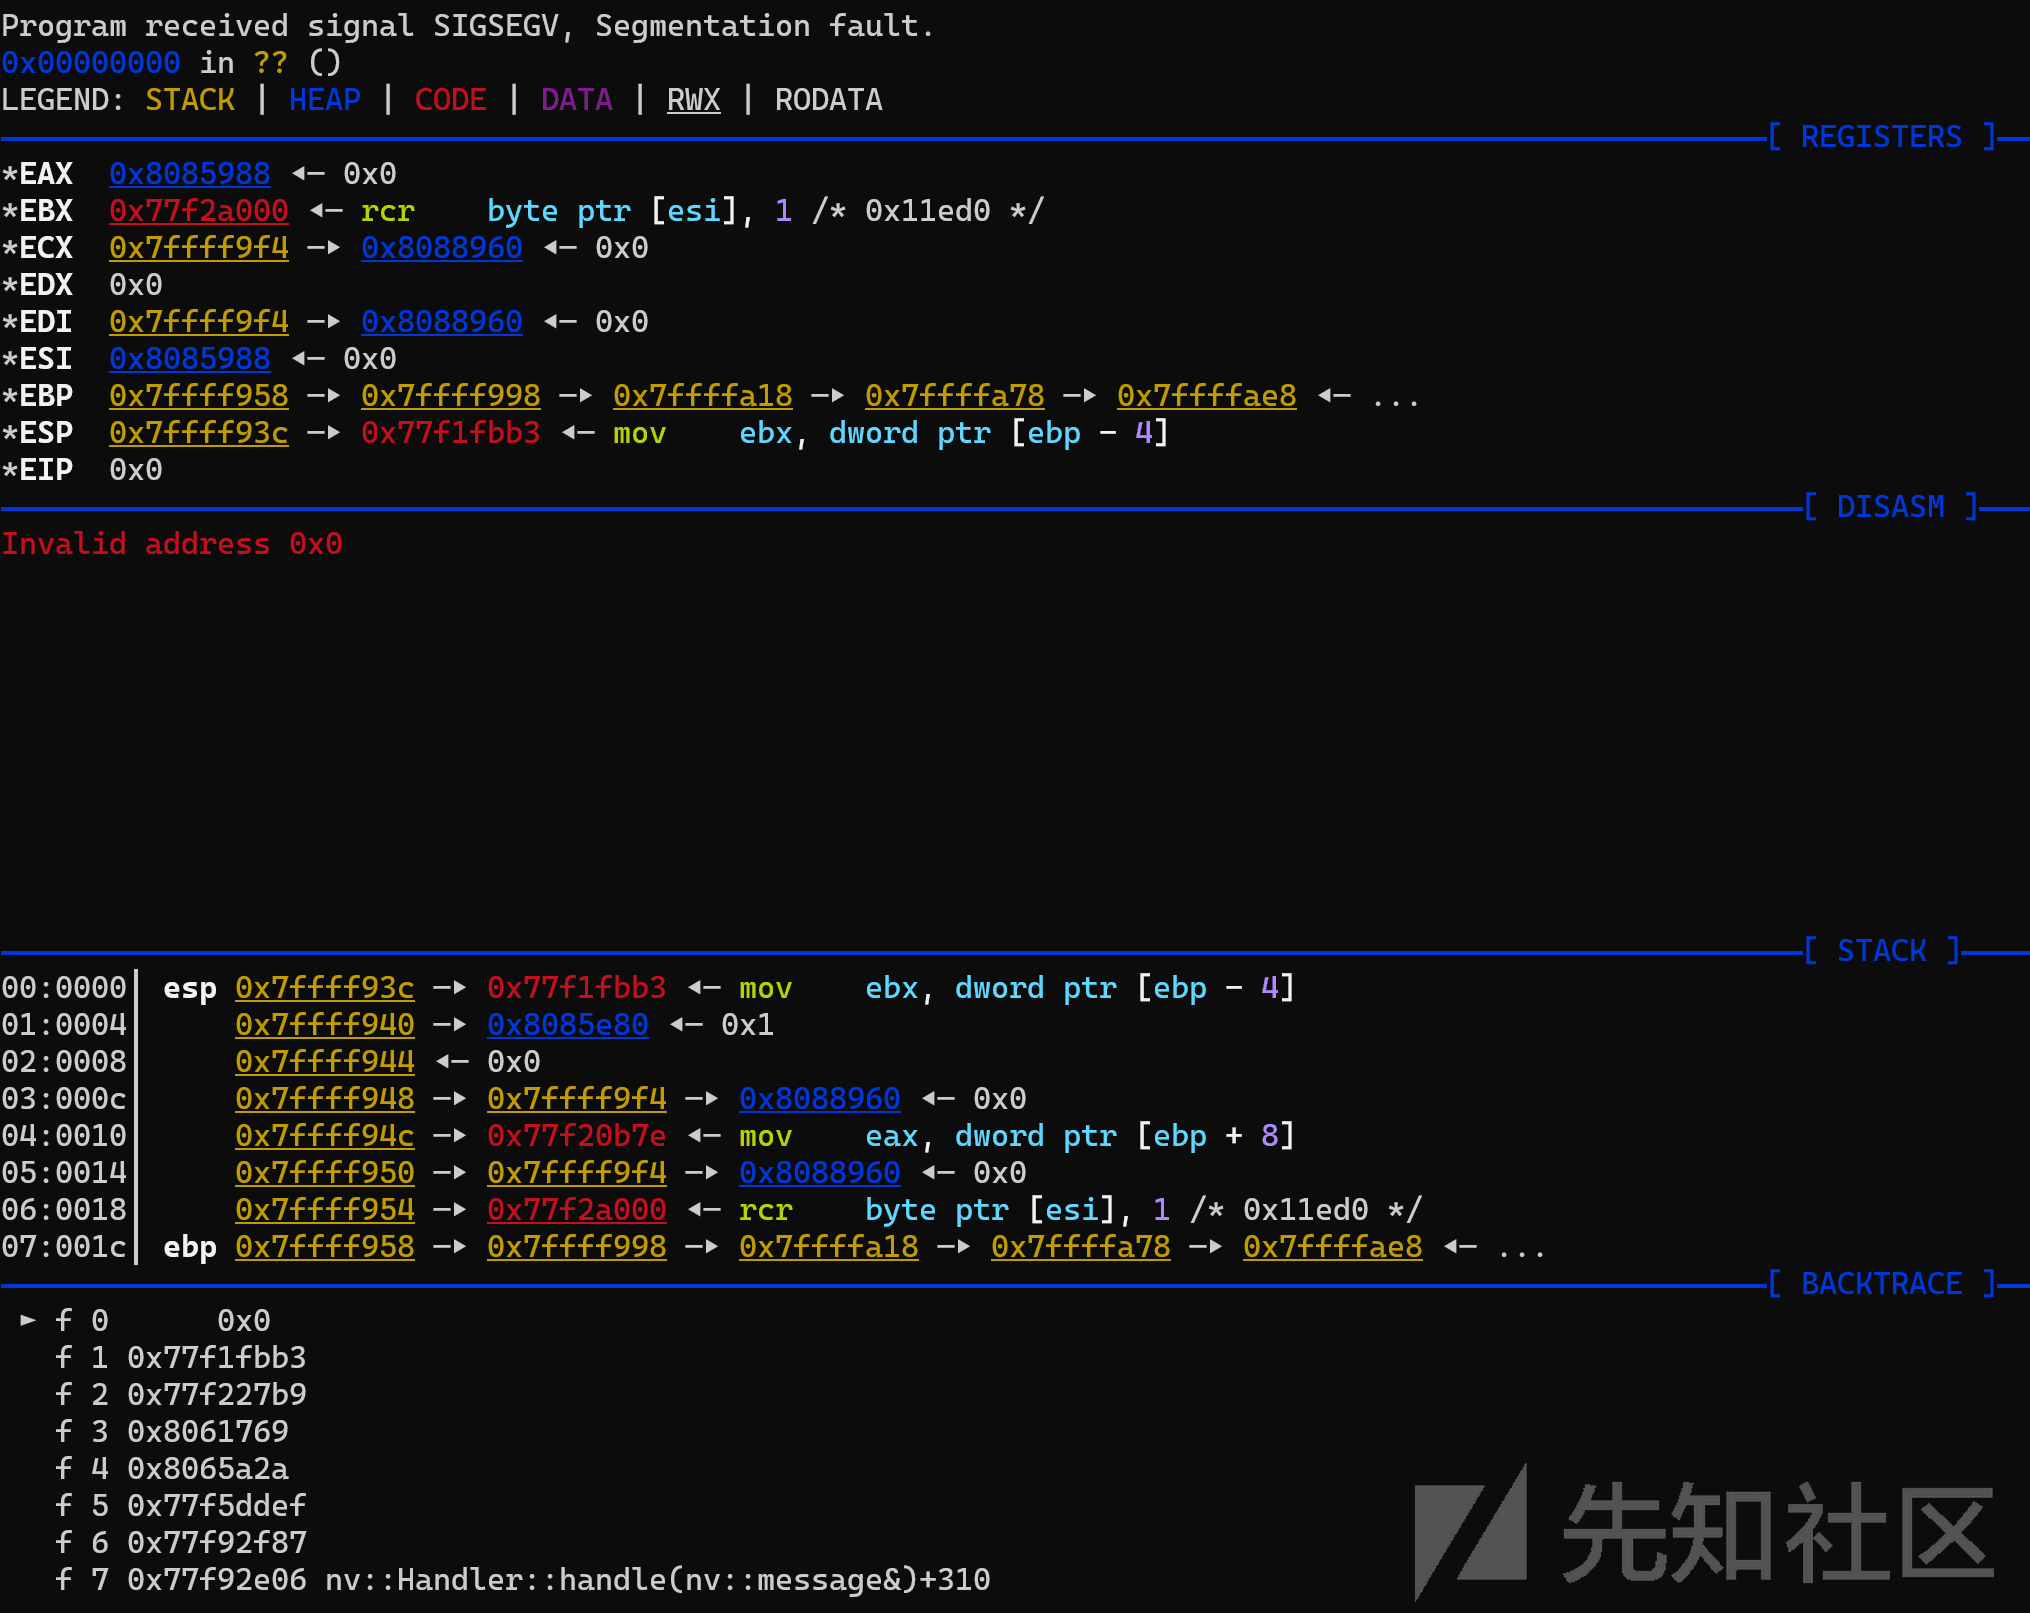 Program received signal SIGSEGV, Segmentation fault.
0x00000000 in ?? ()
LEGEND: STACK | HEAP | CODE | DATA | RWX | RODATA
[ REGISTERS ]
*EAX  0x8085988 ◂— 0x0
*EBX  0x77f2a000 ◂— rcr    byte ptr [esi], 1 /* 0x11ed0 */
*ECX  0x7ffff9f4 —▸ 0x8088960 ◂— 0x0
*EDX  0x0
*EDI  0x7ffff9f4 —▸ 0x8088960 ◂— 0x0
*ESI  0x8085988 ◂— 0x0
*EBP  0x7ffff958 —▸ 0x7ffff998 —▸ 0x7ffffa18 —▸ 0x7ffffa78 —▸ 0x7ffffae8 ◂— ...
*ESP  0x7ffff93c —▸ 0x77f1fbb3 ◂— mov    ebx, dword ptr [ebp - 4]
*EIP  0x0
[ DISASM ]
Invalid address 0x0
[ STACK ]
00:0000│ esp 0x7ffff93c —▸ 0x77f1fbb3 ◂— mov    ebx, dword ptr [ebp - 4]
01:0004│     0x7ffff940 —▸ 0x8085e80 ◂— 0x1
02:0008│     0x7ffff944 ◂— 0x0
03:000c│     0x7ffff948 —▸ 0x7ffff9f4 —▸ 0x8088960 ◂— 0x0
04:0010│     0x7ffff94c —▸ 0x77f20b7e ◂— mov    eax, dword ptr [ebp + 8]
05:0014│     0x7ffff950 —▸ 0x7ffff9f4 —▸ 0x8088960 ◂— 0x0
06:0018│     0x7ffff954 —▸ 0x77f2a000 ◂— rcr    byte ptr [esi], 1 /* 0x11ed0 */
07:001c│ ebp 0x7ffff958 —▸ 0x7ffff998 —▸ 0x7ffffa18 —▸ 0x7ffffa78 —▸ 0x7ffffae8 ◂— ...
[ BACKTRACE ]
► f 0      0x0
f 1 0x77f1fbb3
f 2 0x77f227b9
f 3 0x8061769
f 4 0x8065a2a
f 5 0x77f5ddef
f 6 0x77f92f87
f 7 0x77f92e06 nv::Handler::handle(nv::message&)+310
先知社区